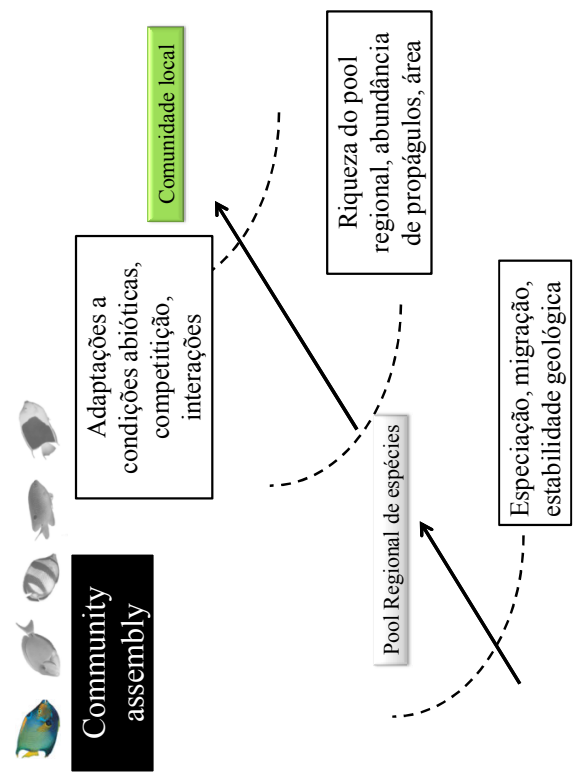 Community
assembly
Adaptações a
condições abióticas,
competitição,
interações
Comunidade local
Pool Regional de espécies
Riqueza do pool
regional, abundância
de propágulos, área
Especiação, migração,
estabilidade geológica